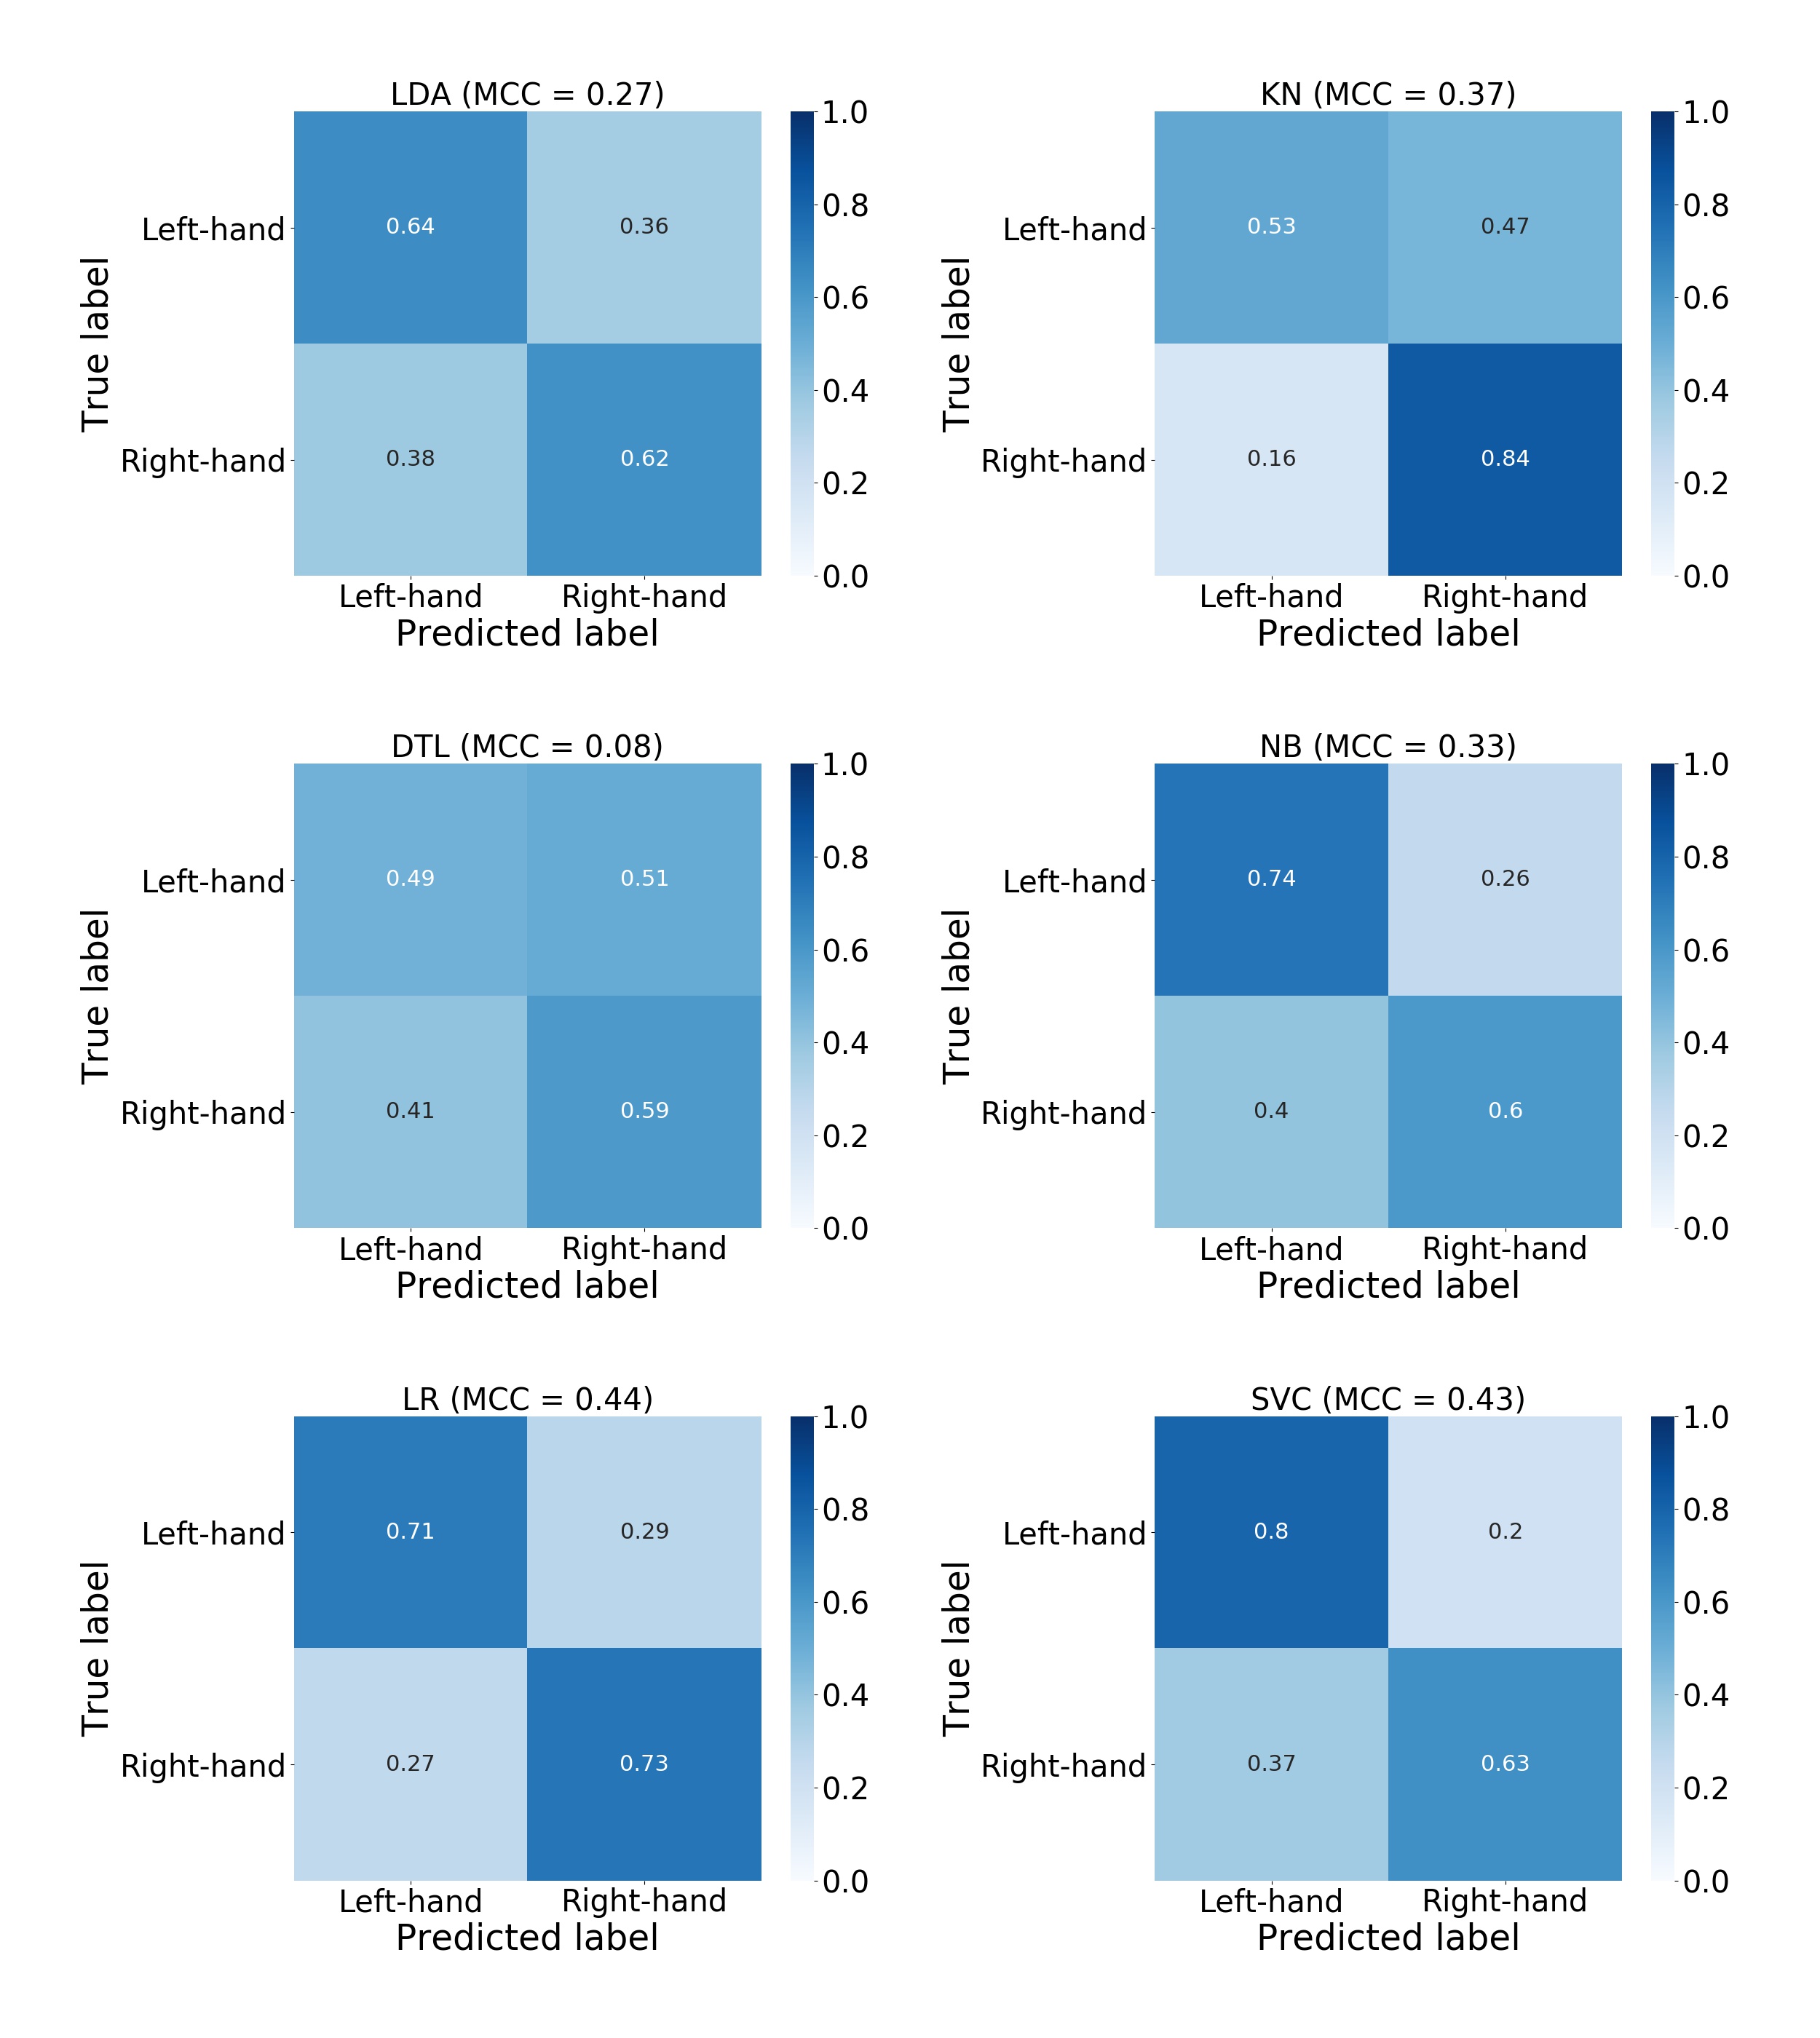 LDA (MCC = 0.27)
1.0
0.8
0.6
0.4
0.2
0.0
True label
Left-hand
0.64 0.36
Right-hand
0.38 0.62
Left-hand Right-hand
Predicted label
KN (MCC = 0.37)
1.0
0.8
0.6
0.4
0.2
0.0
True label
Left-hand
0.53 0.47
Right-hand
0.16 0.84
Left-hand Right-hand
Predicted label
DTL (MCC = 0.08)
1.0
0.8
0.6
0.4
0.2
0.0
True label
Left-hand
0.49 0.51
Right-hand
0.41 0.59
Left-hand Right-hand
Predicted label
NB (MCC = 0.33)
1.0
0.8
0.6
0.4
0.2
0.0
True label
Left-hand
0.74 0.26
Right-hand
0.4 0.6
Left-hand Right-hand
Predicted label
LR (MCC = 0.44)
1.0
0.8
0.6
0.4
0.2
0.0
True label
Left-hand
0.71 0.29
Right-hand
0.27 0.73
Left-hand Right-hand
Predicted label
SVC (MCC = 0.43)
1.0
0.8
0.6
0.4
0.2
0.0
True label
Left-hand
0.8 0.2
Right-hand
0.37 0.63
Left-hand Right-hand
Predicted label